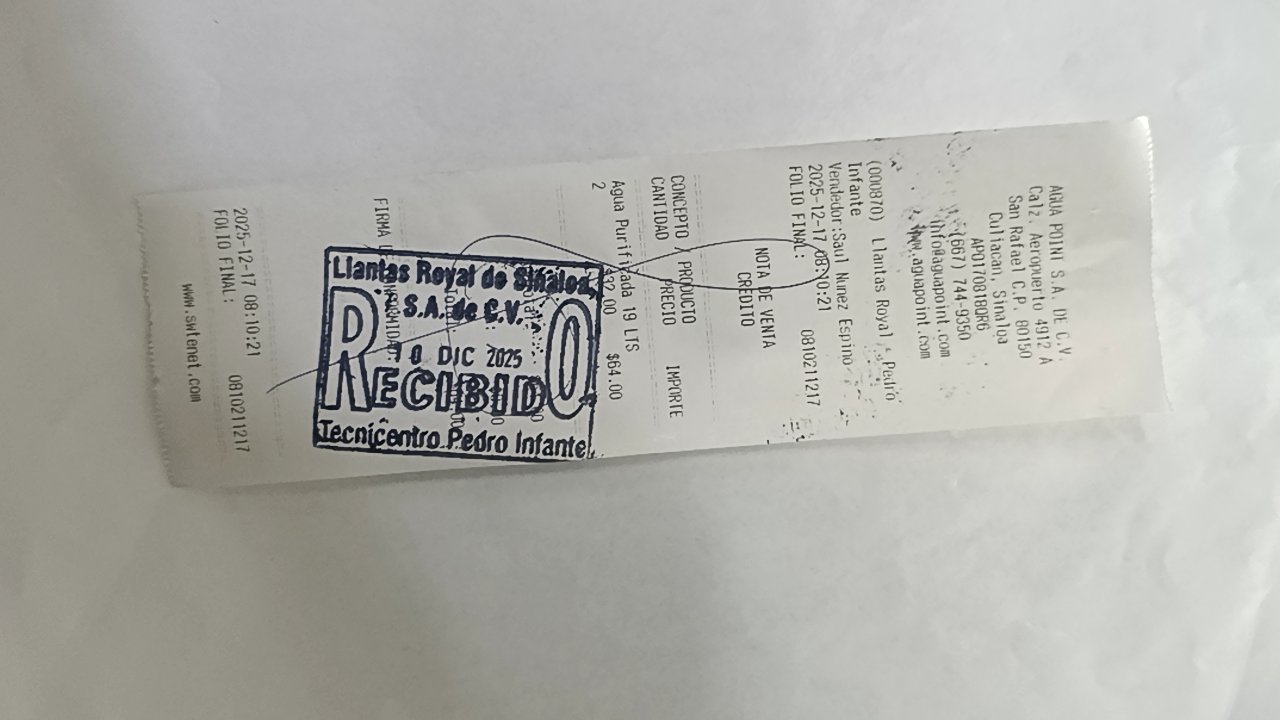 AGUA POINT S.A. DE C.V.
Calz. Aeropuerto 4912 A
San Rafael C.P. 80150
Culiacan, Sinaloa
APO170818QR6
(667) 744-9350
info@aguapoint.com
www.aguapoint.com
(000870) Llantas Royal, Pedro
Infante
Vendedor:Saul Nunez Espino
2025-12-17 08:10:21
FOLIO FINAL: 0810211217
NOTA DE VENTA
CREDITO
CONCEPTO / PRODUCTO
CANTIDAD PRECIO IMPORTE
Agua Purificada 19 LTS
2 $32.00 $64.00
Llantas Royal de Sinaloa,
S.A. de C.V.
10 DIC 2025
RECIBIDO
Tecnicentro Pedro Infante
FIRMA
2025-12-17 08:10:21
FOLIO FINAL: 0810211217
www.swtenet.com